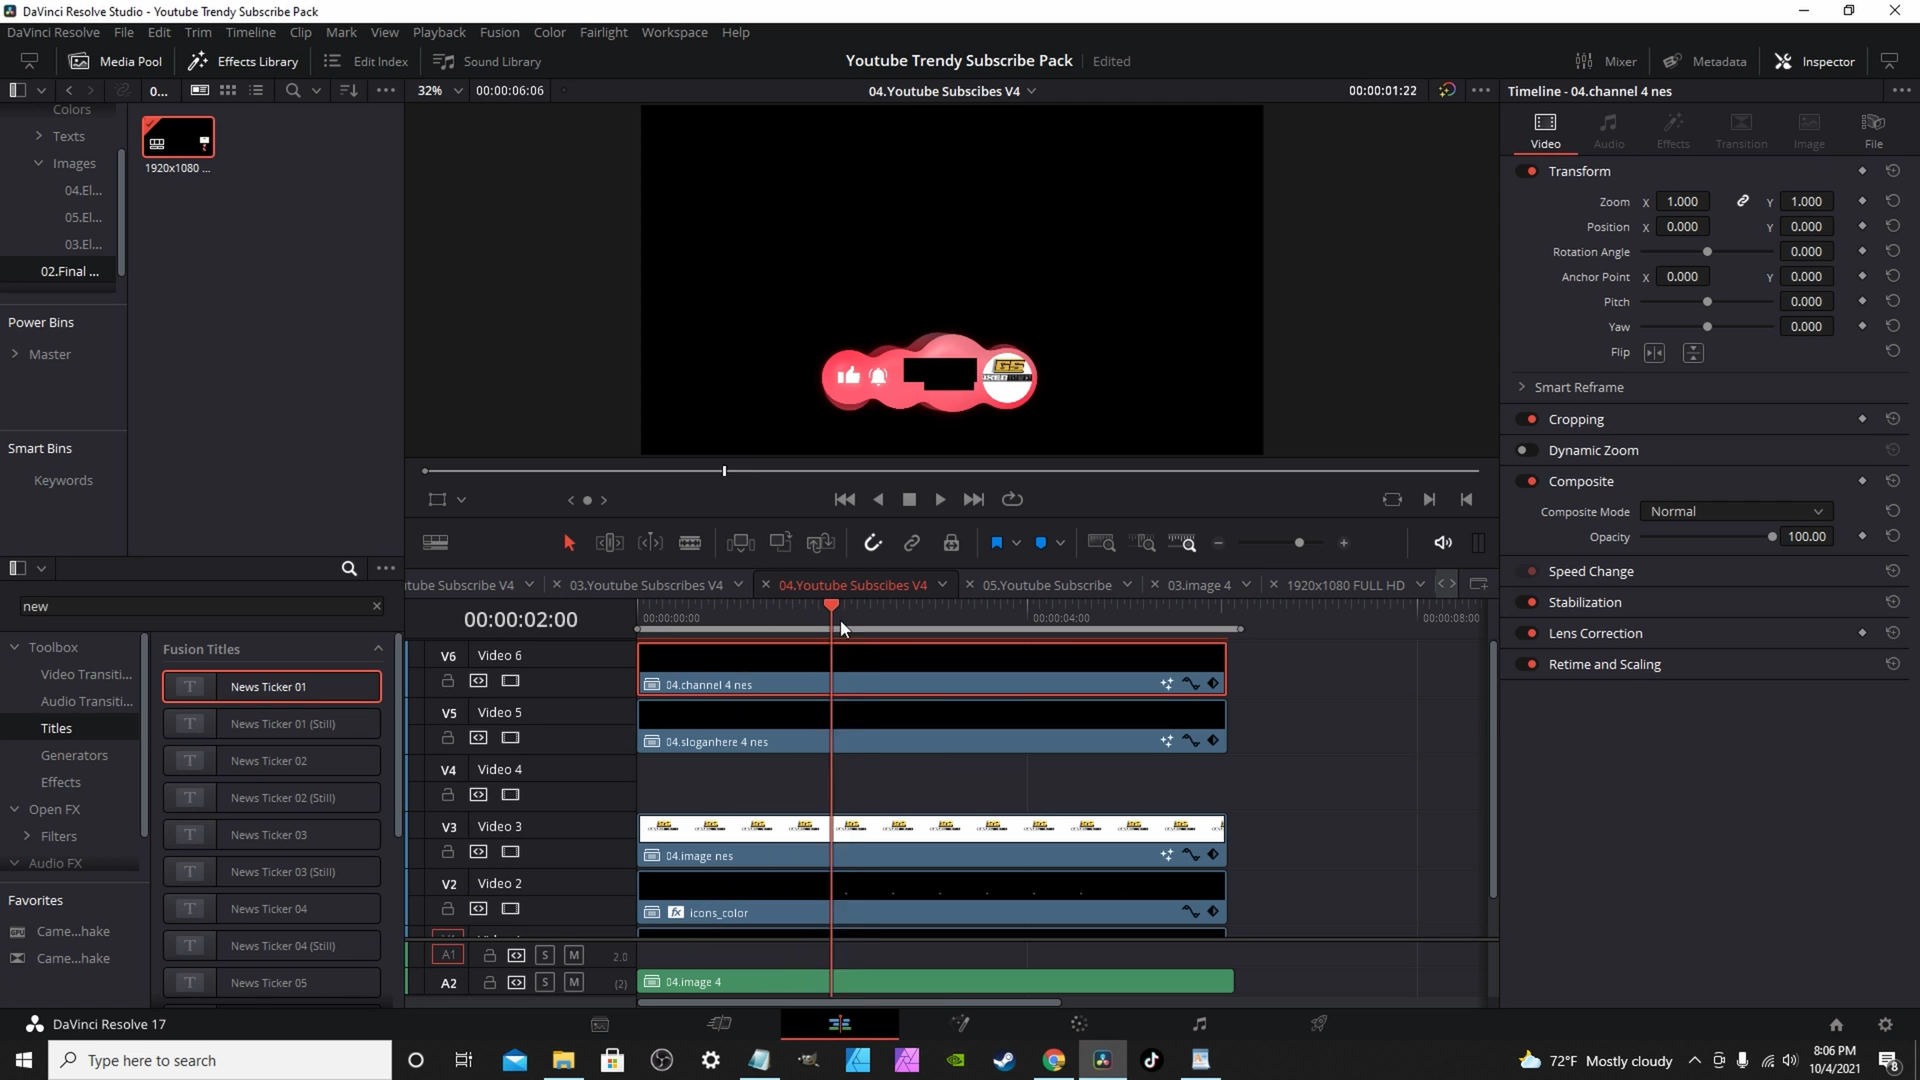 DaVinci Resolve Studio - Youtube Trendy Subscribe Pack
DaVinci Resolve File Edit Trim Timeline Clip Mark View Playback Fusion Color Fairlight Workspace Help
Media Pool Effects Library Edit Index Sound Library Youtube Trendy Subscribe Pack Edited Mixer Metadata Inspector
0... 32% 00:00:06:06 04.Youtube Subscibes V4 00:00:01:22 Timeline - 04.channel 4 nes
Colors
Texts
Images
04.El...
05.El...
03.El...
02.Final ...
1920x1080 ...
Power Bins
Master
Smart Bins
Keywords
GS
Video Audio Effects Transition Image File
Transform
Zoom X 1.000 Y 1.000
Position X 0.000 Y 0.000
Rotation Angle 0.000
Anchor Point X 0.000 Y 0.000
Pitch 0.000
Yaw 0.000
Flip
Smart Reframe
Cropping
Dynamic Zoom
Composite
Composite Mode Normal
Opacity 100.00
Speed Change
Stabilization
Lens Correction
Retime and Scaling
new
Toolbox
Video Transiti...
Audio Transiti...
Titles
Generators
Effects
Open FX
Filters
Audio FX
Favorites
Came...hake
Came...hake
Fusion Titles
News Ticker 01
News Ticker 01 (Still)
News Ticker 02
News Ticker 02 (Still)
News Ticker 03
News Ticker 03 (Still)
News Ticker 04
News Ticker 04 (Still)
News Ticker 05
tube Subscribe V4 03.Youtube Subscribes V4 04.Youtube Subscibes V4 05.Youtube Subscribe 03.image 4 1920x1080 FULL HD
00:00:02:00 00:00:00:00 00:00:04:00 00:00:08:00
V6 Video 6
04.channel 4 nes
V5 Video 5
04.sloganhere 4 nes
V4 Video 4
V3 Video 3
04.image nes
V2 Video 2
fx icons_color
A1 S M 2.0
A2 S M (2) 04.image 4
DaVinci Resolve 17
Type here to search
72°F Mostly cloudy
8:06 PM
10/4/2021
8